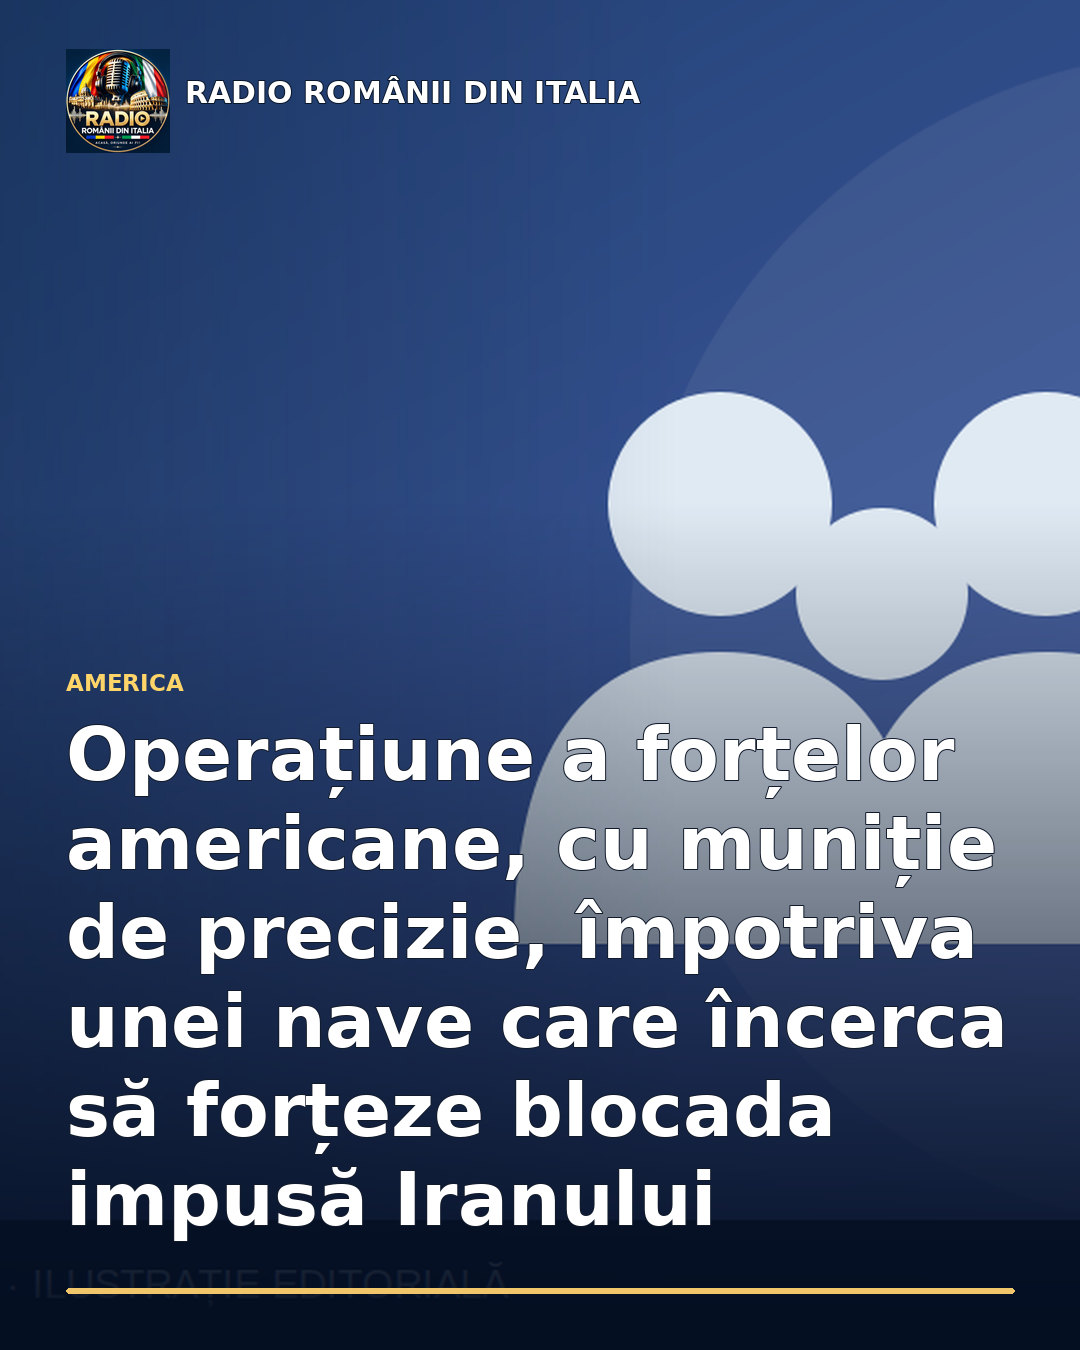 RADIO
ROMÂNII DIN ITALIA
RADIO ROMÂNII DIN ITALIA
AMERICA
Operațiune a forțelor
americane, cu muniție
de precizie, împotriva
unei nave care încerca
să forțeze blocada
impusă Iranului
· ILUSTRAȚIE EDITORIALĂ